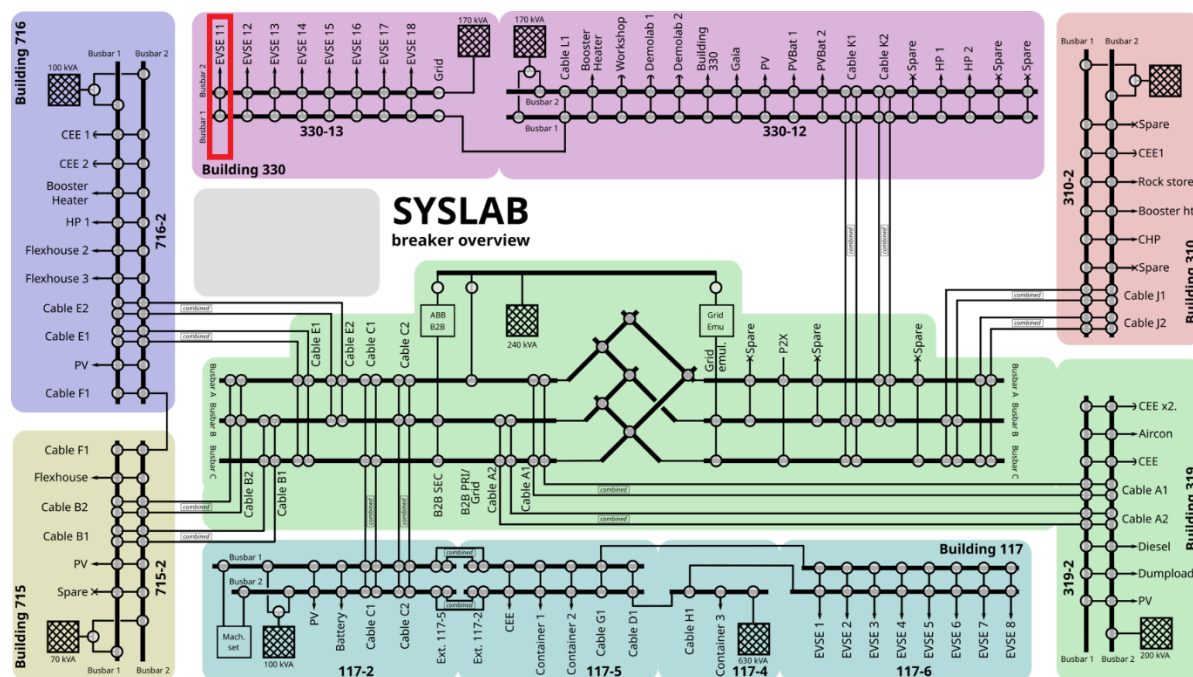 SYSLAB
breaker overview
Building 716
Busbar 1
Busbar 2
100 kVA
CEE 1
CEE 2
Booster
Heater
HP 1
Flexhouse 2
Flexhouse 3
Cable E2
Cable E1
PV
Cable F1
716-2
combined
combined
Building 715
Cable F1
Flexhouse
Cable B2
Cable B1
PV
Spare
70 kVA
Busbar 1
Busbar 2
715-2
combined
combined
Building 330
Busbar 2
Busbar 1
EVSE 11
EVSE 12
EVSE 13
EVSE 14
EVSE 15
EVSE 16
EVSE 17
EVSE 18
Grid
170 kVA
330-13
170 kVA
Busbar 2
Busbar 1
Cable L1
Booster
Heater
Workshop
Demolab 1
Demolab 2
Building
330
Gaia
PV
PVBat 1
PVBat 2
Cable K1
Cable K2
Spare
HP 1
HP 2
Spare
Spare
330-12
combined
combined
Busbar 1
Busbar 2
170 kVA
Spare
CEE1
Rock store
Booster ht
CHP
Spare
Cable J1
Cable J2
310-2
Building 310
combined
combined
ABB
B2B
240 kVA
Grid
Emu
Cable E1
Cable E2
Cable C1
Cable C2
Grid
emul.
Spare
P2X
Spare
Spare
Busbar A
Busbar B
Busbar C
Busbar A
Busbar B
Busbar C
Cable B2
Cable B1
combined
combined
B2B SEC
B2B PRI/
Grid
Cable A2
Cable A1
combined
combined
CEE x2.
Aircon
CEE
Cable A1
Cable A2
Diesel
Dumpload
PV
200 kVA
Busbar 1
Busbar 2
319-2
Building 319
Building 117
Busbar 1
Busbar 2
Mach.
set
100 kVA
PV
Battery
Cable C1
Cable C2
Ext. 117-5
combined
combined
Ext. 117-2
CEE
Container 1
Container 2
Cable G1
Cable D1
Cable H1
Container 3
630 kVA
EVSE 1
EVSE 2
EVSE 3
EVSE 4
EVSE 5
EVSE 6
EVSE 7
EVSE 8
117-2
117-5
117-4
117-6